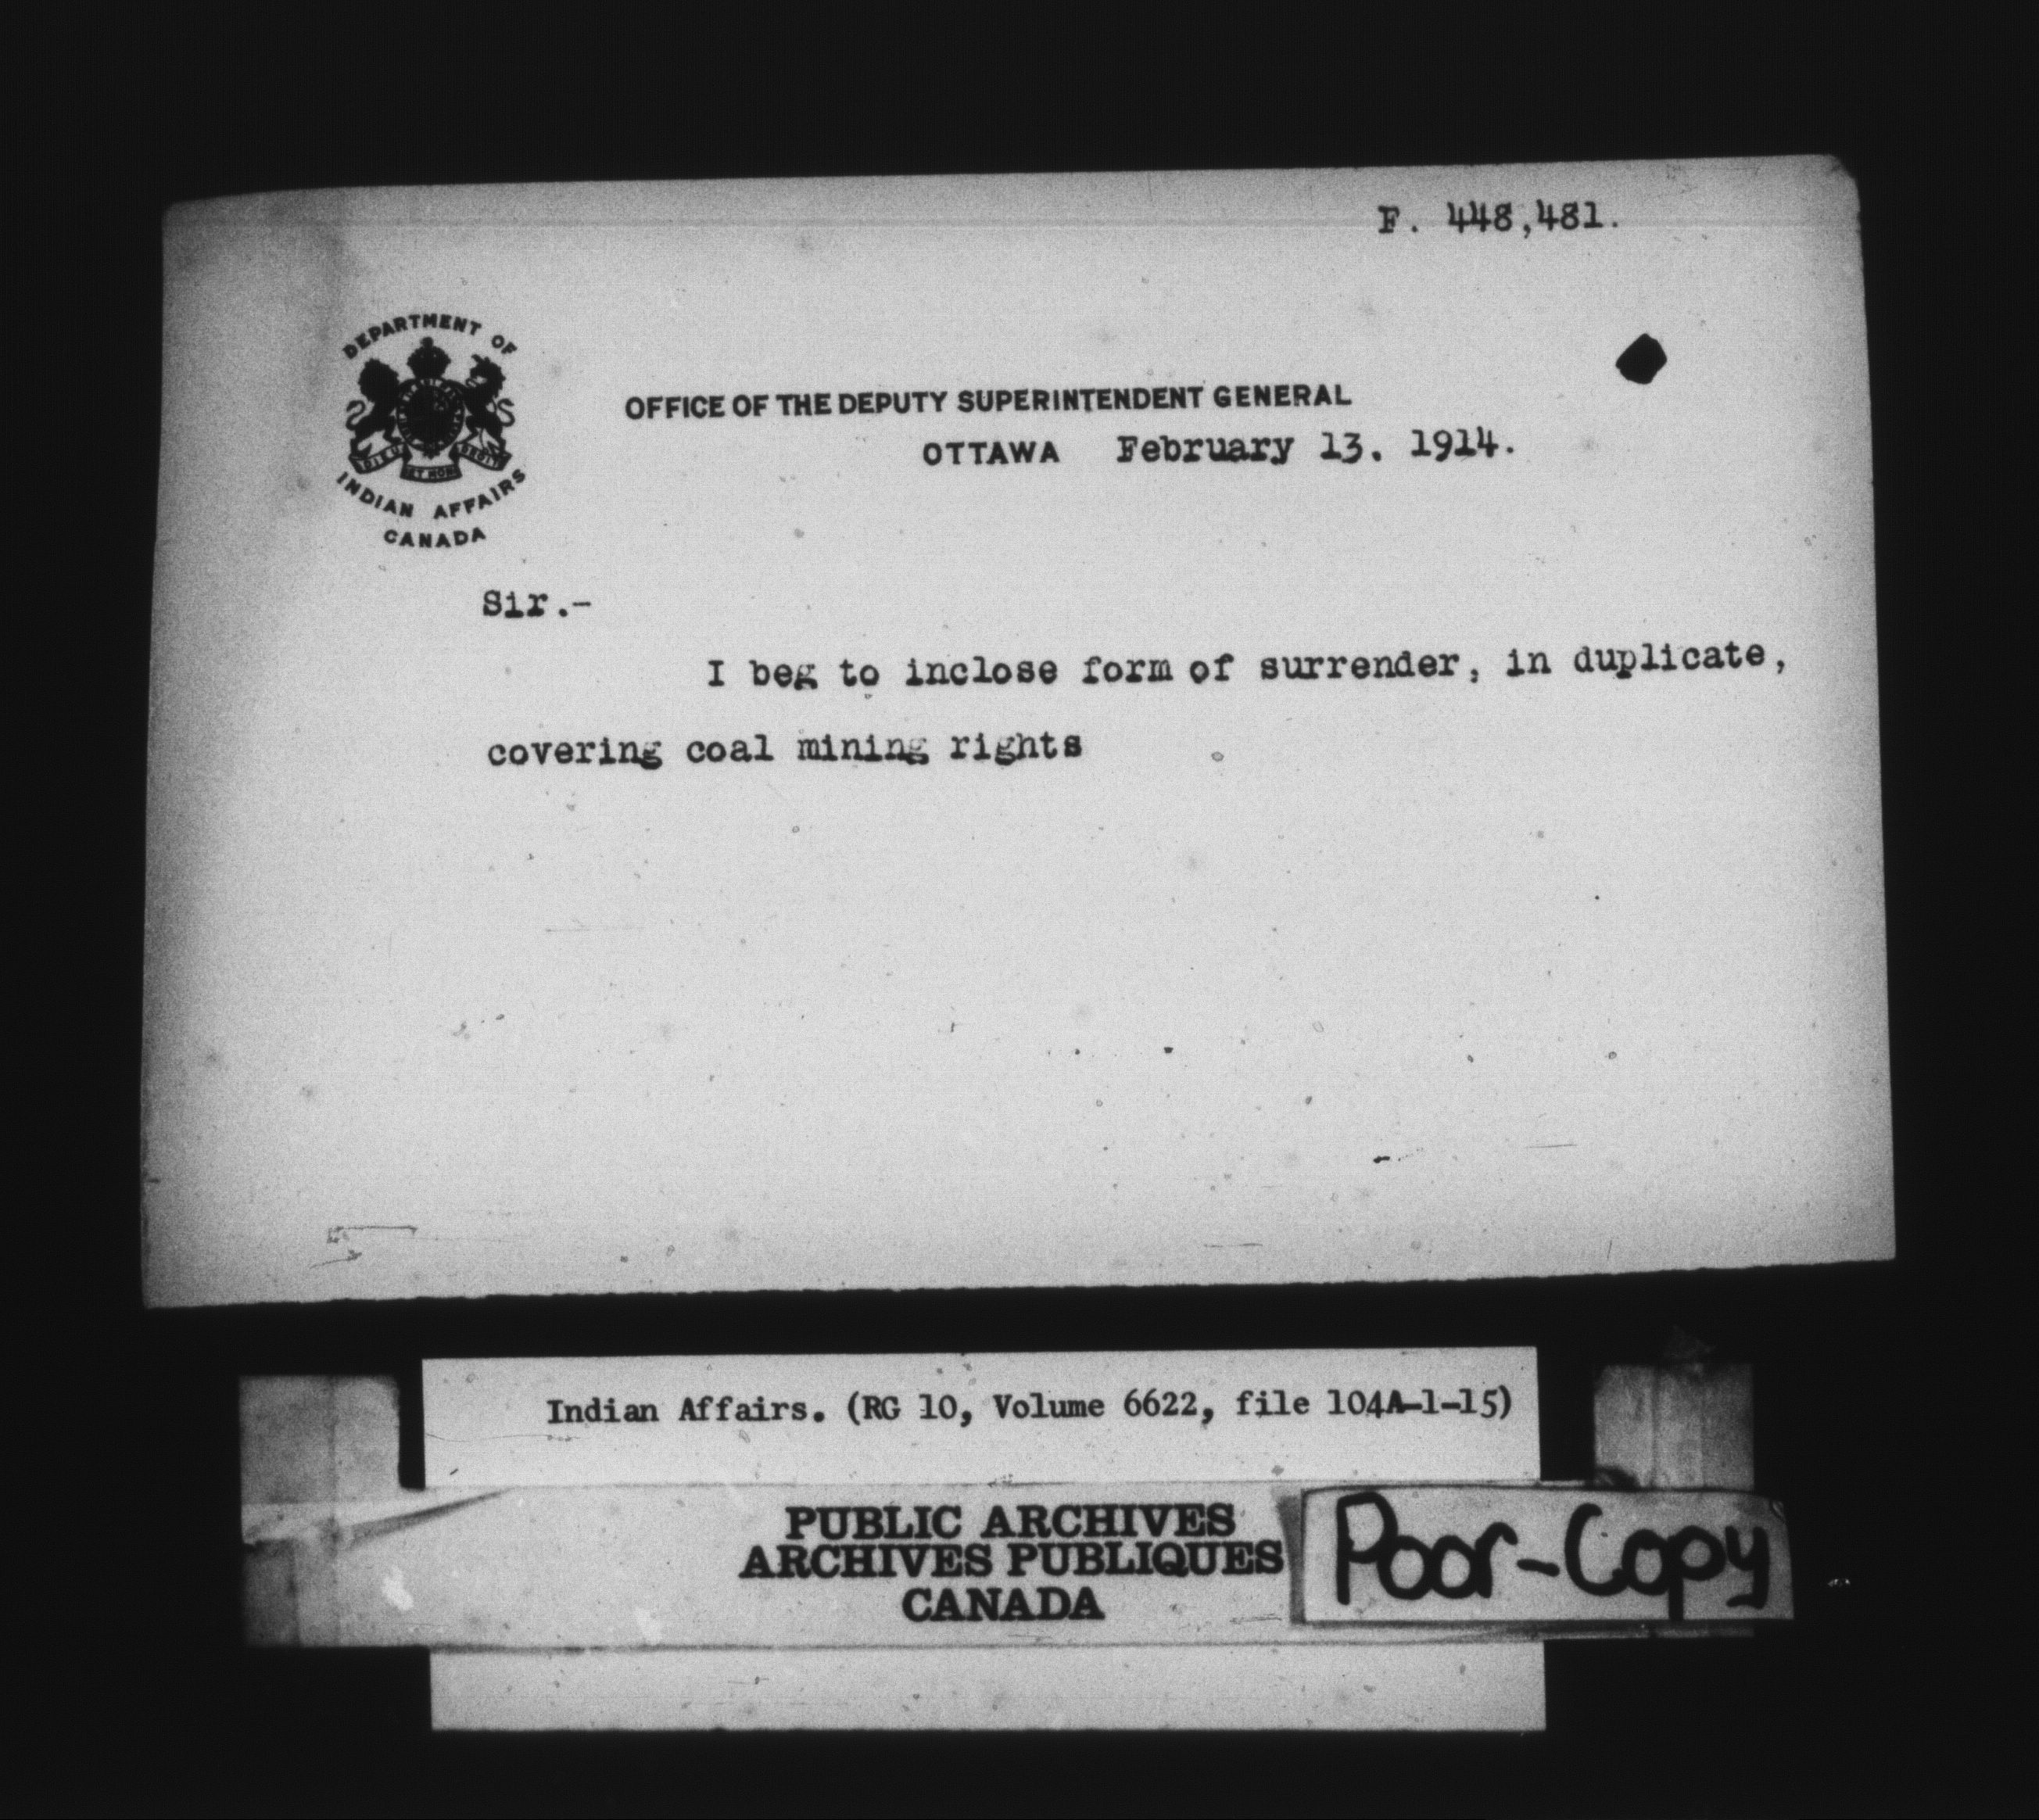 F. 448,481.
DEPARTMENT OF
INDIAN AFFAIRS
CANADA
OFFICE OF THE DEPUTY SUPERINTENDENT GENERAL
OTTAWA February 13. 1914.
Sir.-
I beg to inclose form of surrender, in duplicate,
covering coal mining rights
Indian Affairs. (RG 10, Volume 6622, file 104A-1-15)
PUBLIC ARCHIVES
ARCHIVES PUBLIQUES
CANADA
Poor-Copy